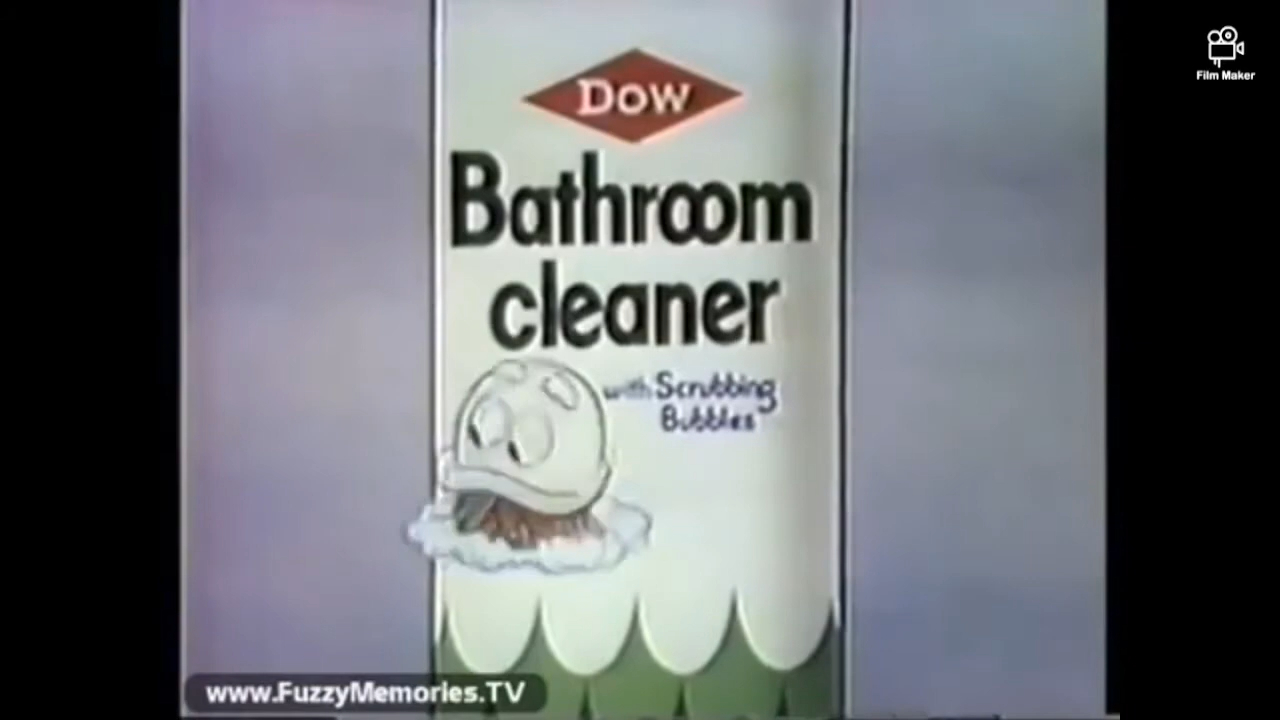 Dow
Film Maker
Bathroom
cleaner
with Scrubbing
Bubbles
www.FuzzyMemories.TV